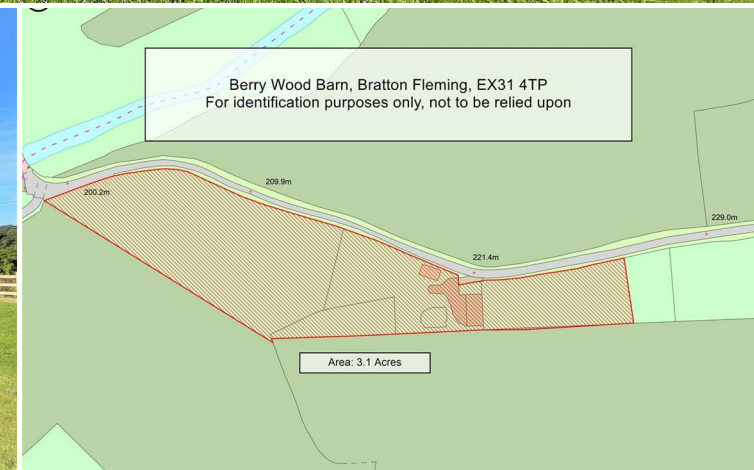 Berry Wood Barn, Bratton Fleming, EX31 4TP
For identification purposes only, not to be relied upon
200.2m
209.9m
229.0m
221.4m
Area: 3.1 Acres